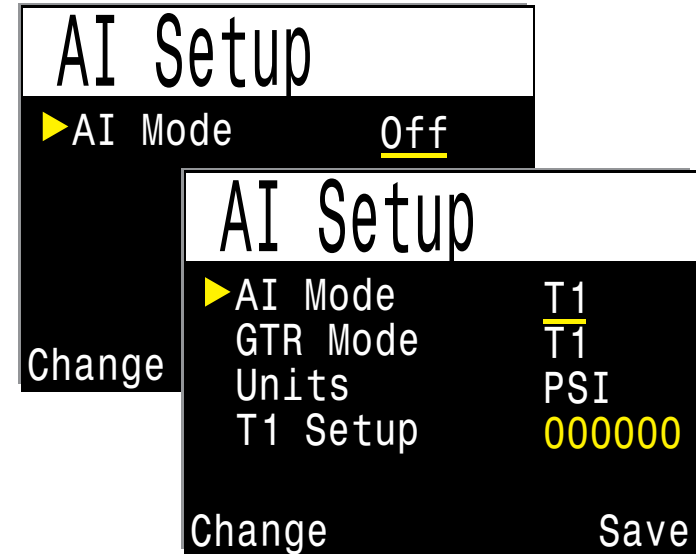 AI Setup
AI Mode Off
Change
AI Setup
AI Mode T1
GTR Mode T1
Units PSI
T1 Setup 000000
Change Save